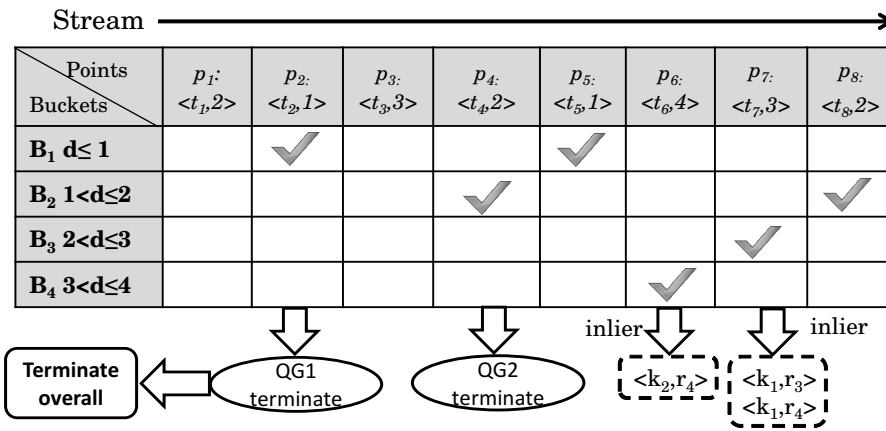 Stream
Points
Buckets
p₁: <t₁,2>
p₂: <t₂,1>
p₃: <t₃,3>
p₄: <t₄,2>
p₅: <t₅,1>
p₆: <t₆,4>
p₇: <t₇,3>
p₈: <t₈,2>
B₁ d≤ 1
B₂ 1<d≤2
B₃ 2<d≤3
B₄ 3<d≤4
inlier
inlier
Terminate
overall
QG1
terminate
QG2
terminate
<k₂,r₄>
<k₁,r₃>
<k₁,r₄>